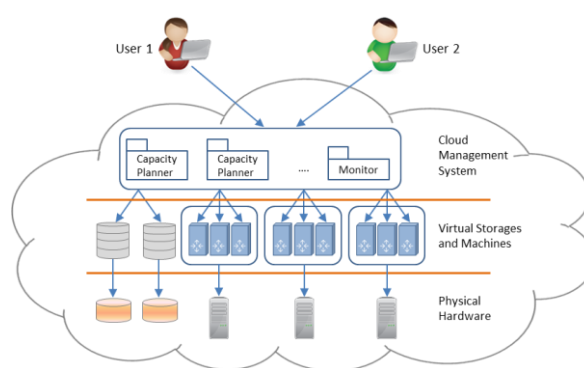 User 1
User 2
Capacity
Planner
Capacity
Planner
....
Monitor
Cloud
Management
System
Virtual Storages
and Machines
Physical
Hardware